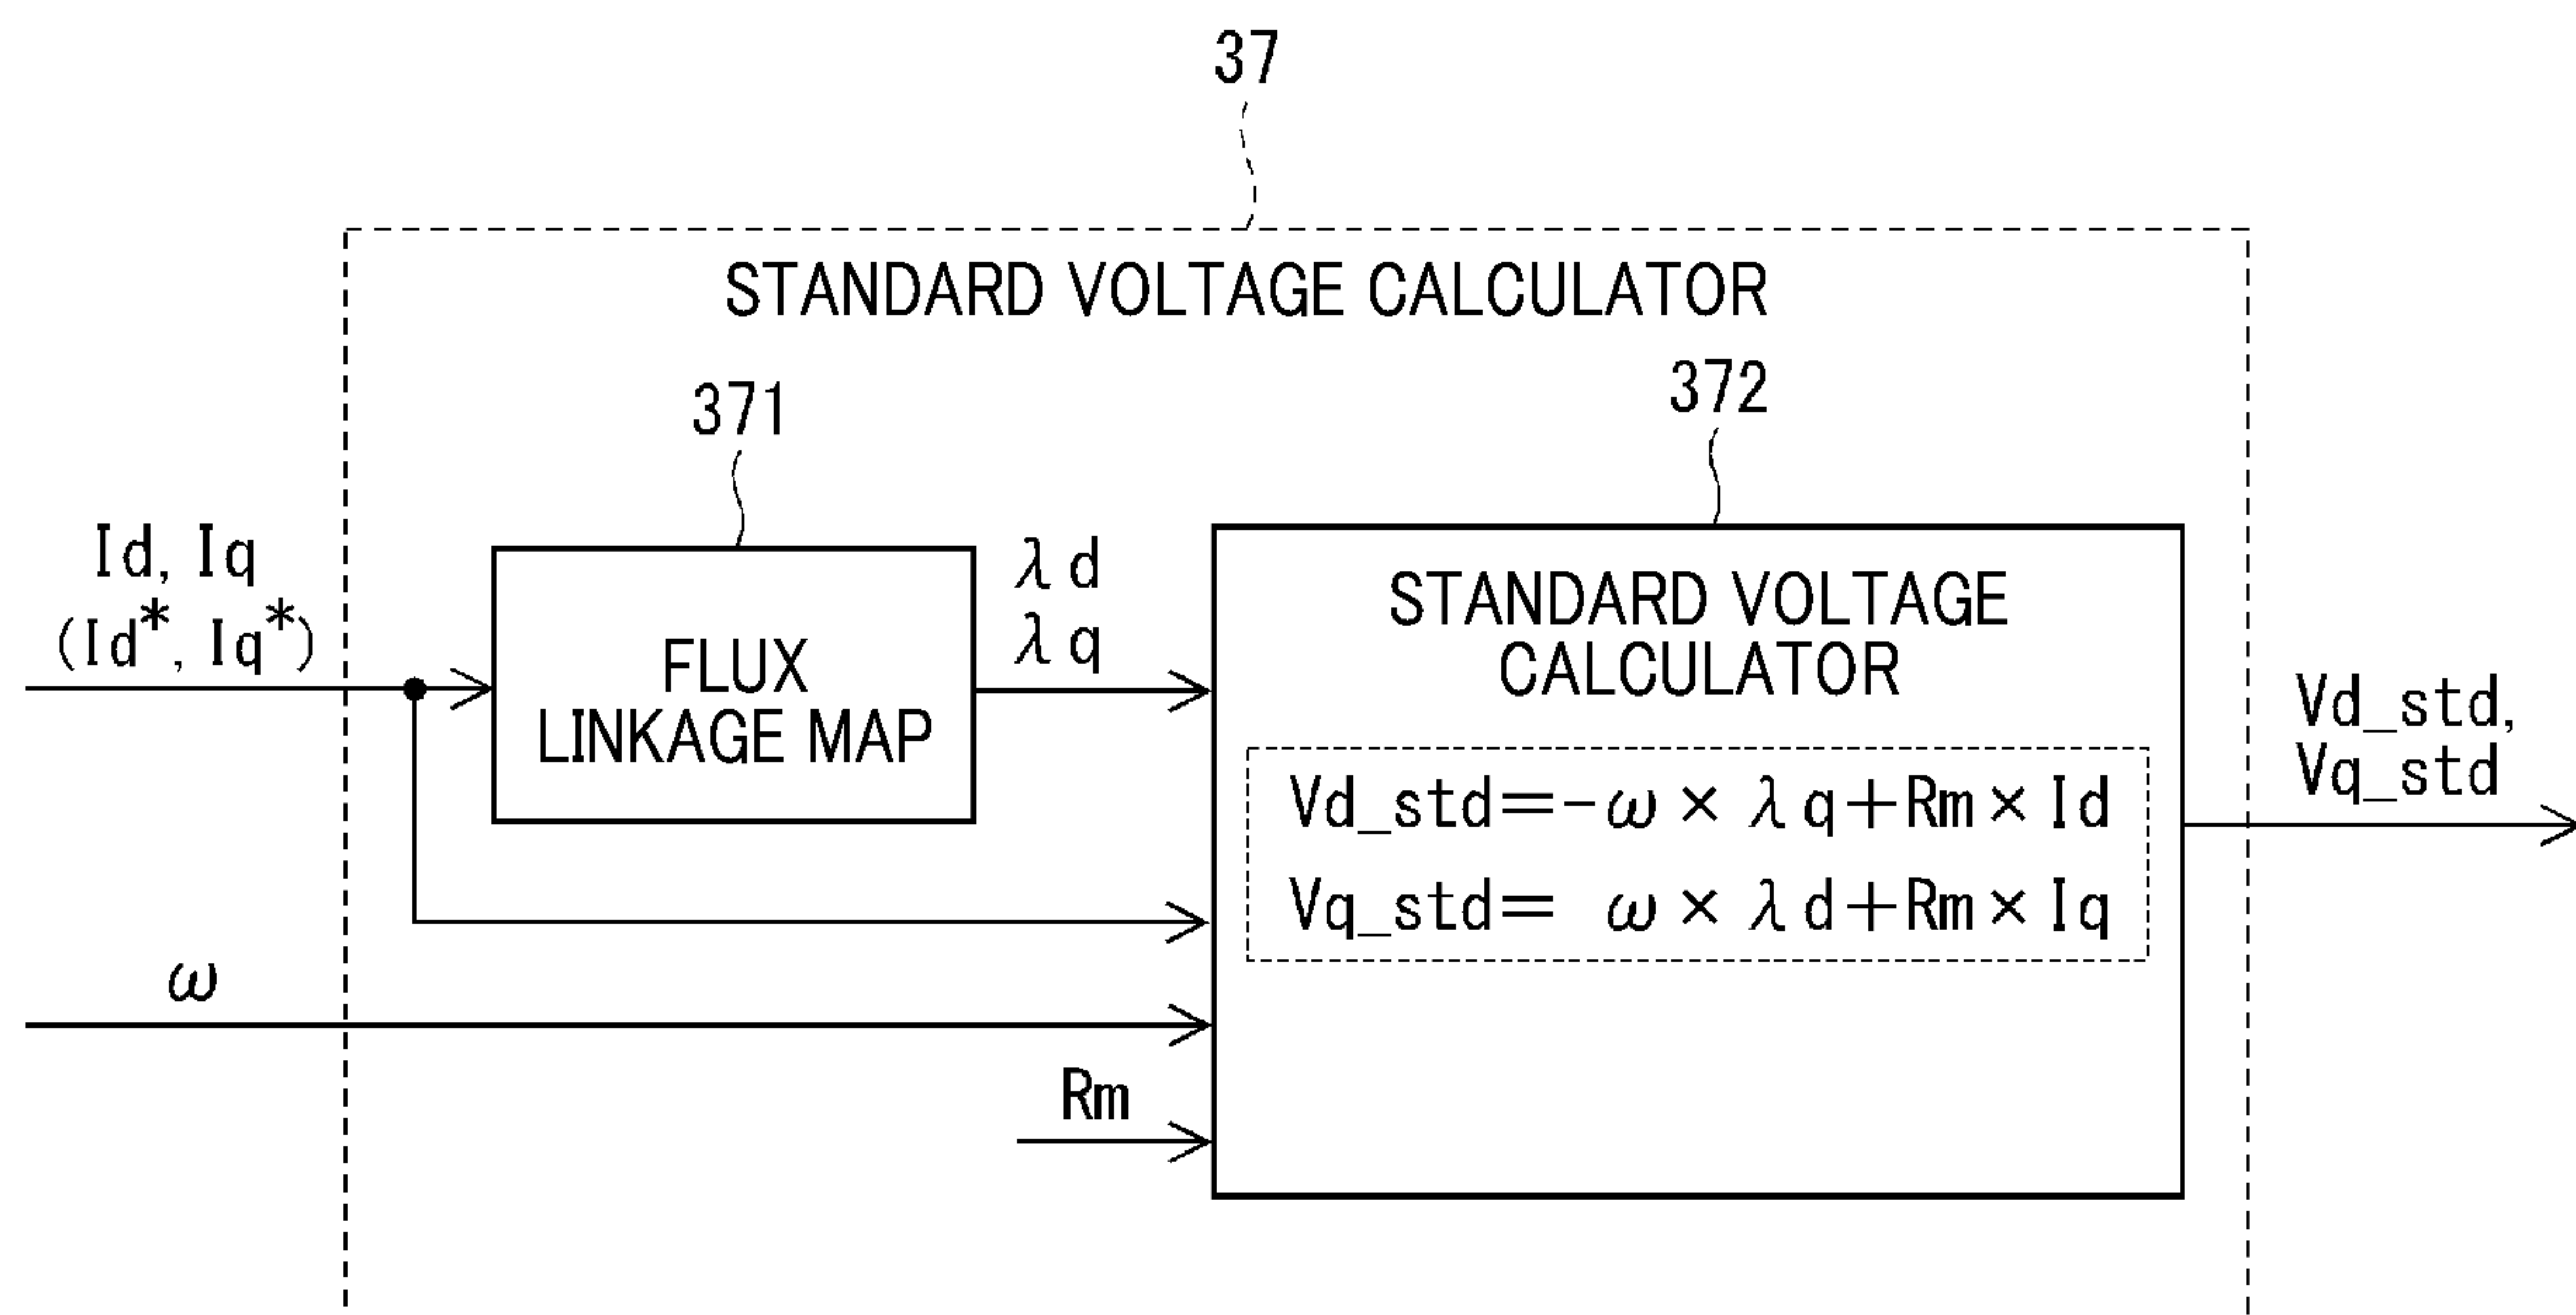 37
STANDARD VOLTAGE CALCULATOR
371
372
Id, Iq
(Id*, Iq*)
FLUX
LINKAGE MAP
λd
λq
STANDARD VOLTAGE
CALCULATOR
Vd_std=-ω×λq+Rm×Id
Vq_std= ω×λd+Rm×Iq
Vd_std,
Vq_std
ω
Rm